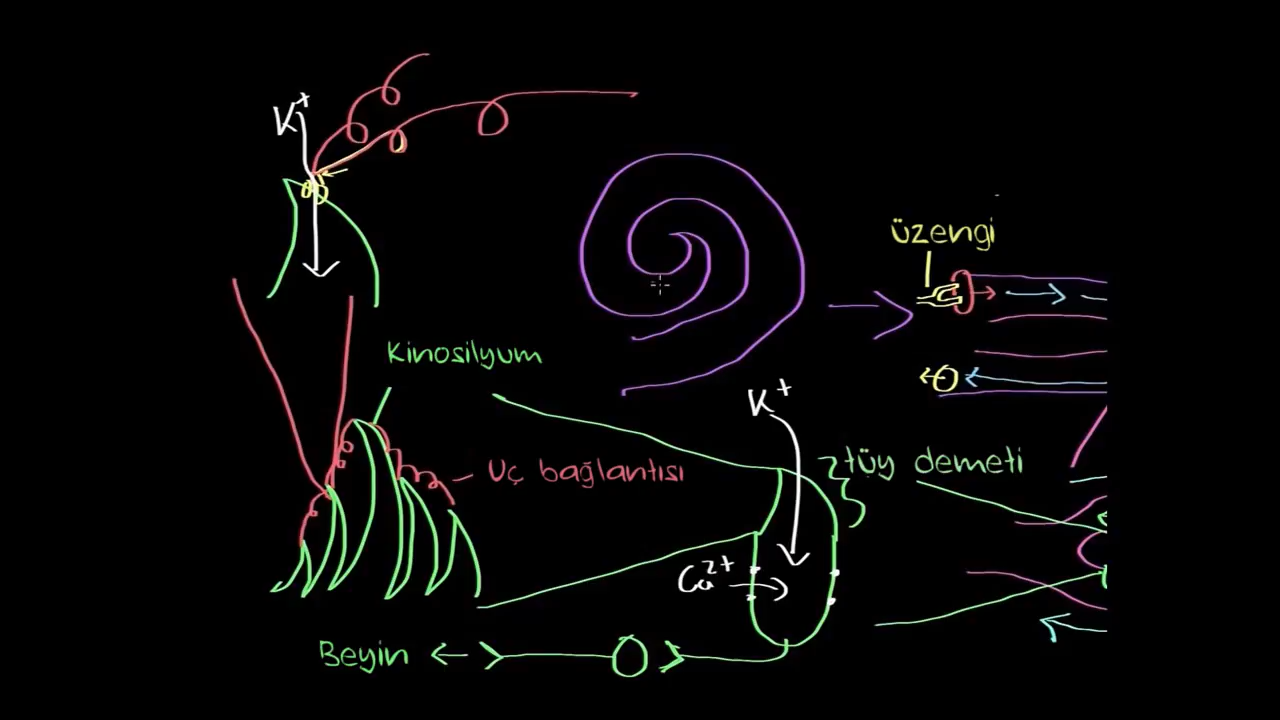 K+
üzengi
Kinosilyum
K+
tüy demeti
Uç bağlantısı
Ca2+
Beyin